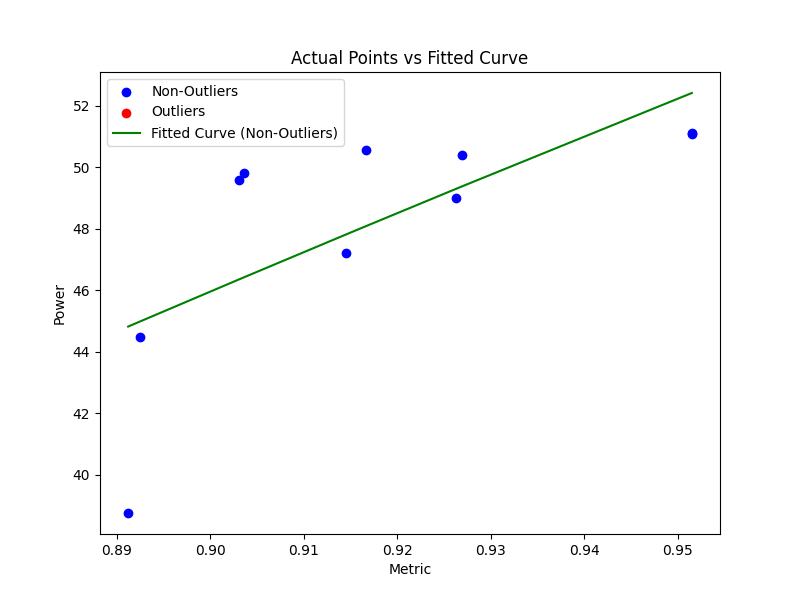 Actual Points vs Fitted Curve
Non-Outliers
Outliers
Fitted Curve (Non-Outliers)
52
50
48
46
44
42
40
Power
0.89 0.90 0.91 0.92 0.93 0.94 0.95
Metric